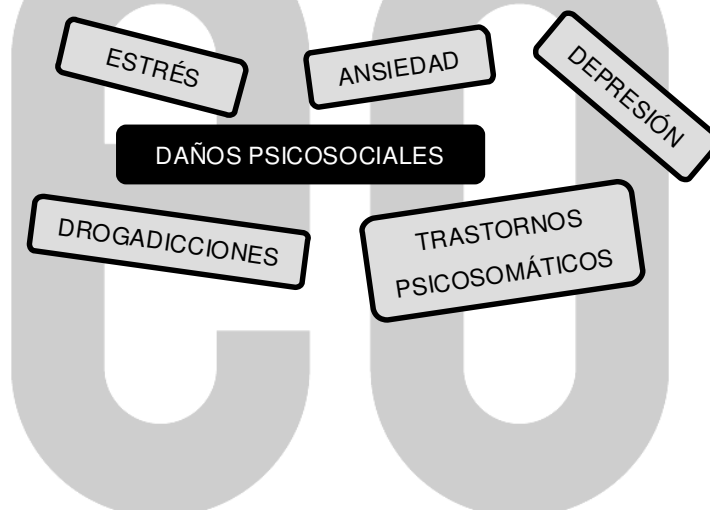 ESTRÉS
ANSIEDAD
DEPRESIÓN
DAÑOS PSICOSOCIALES
DROGADICCIONES
TRASTORNOS
PSICOSOMÁTICOS